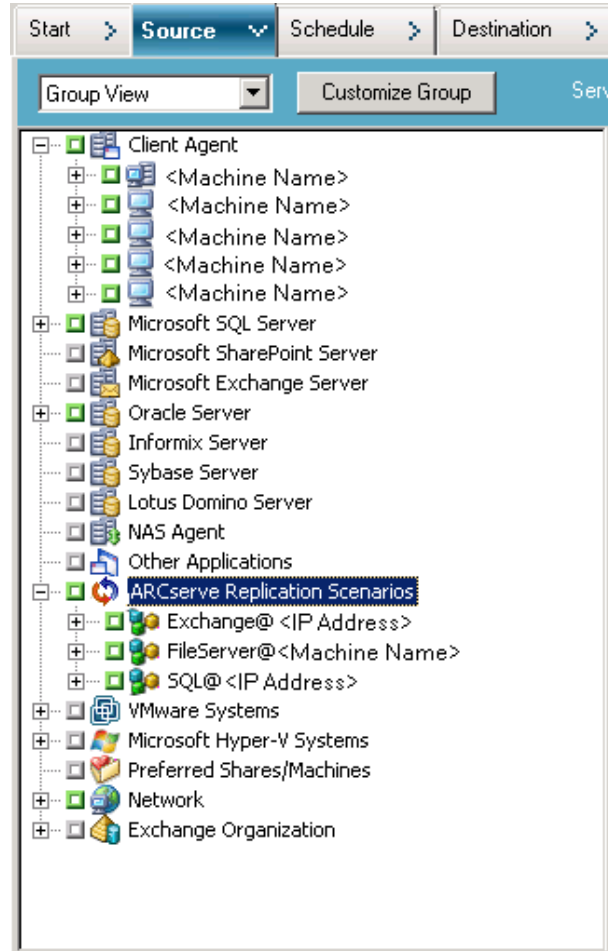 Start Source Schedule Destination
Group View Customize Group Serv
Client Agent
<Machine Name>
<Machine Name>
<Machine Name>
<Machine Name>
<Machine Name>
Microsoft SQL Server
Microsoft SharePoint Server
Microsoft Exchange Server
Oracle Server
Informix Server
Sybase Server
Lotus Domino Server
NAS Agent
Other Applications
ARCserve Replication Scenarios
Exchange@ <IP Address>
FileServer@<Machine Name>
SQL@ <IP Address>
VMware Systems
Microsoft Hyper-V Systems
Preferred Shares/Machines
Network
Exchange Organization